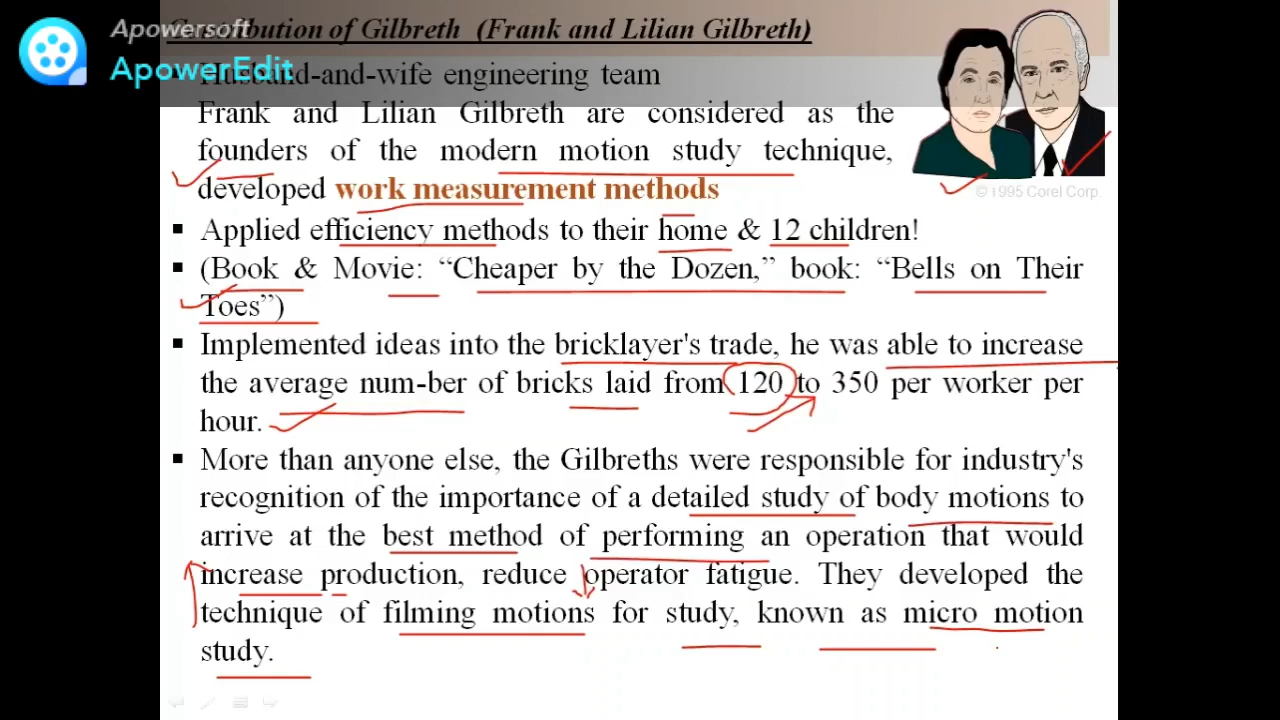 Apowersoft
ApowerEdit
Contribution of Gilbreth (Frank and Lilian Gilbreth)
Husband-and-wife engineering team
Frank and Lilian Gilbreth are considered as the
founders of the modern motion study technique,
developed work measurement methods
© 1995 Corel Corp.
▪ Applied efficiency methods to their home & 12 children!
▪ (Book & Movie: “Cheaper by the Dozen,” book: “Bells on Their
Toes”)
▪ Implemented ideas into the bricklayer's trade, he was able to increase
the average num-ber of bricks laid from 120 to 350 per worker per
hour.
▪ More than anyone else, the Gilbreths were responsible for industry's
recognition of the importance of a detailed study of body motions to
arrive at the best method of performing an operation that would
increase production, reduce operator fatigue. They developed the
technique of filming motions for study, known as micro motion
study.